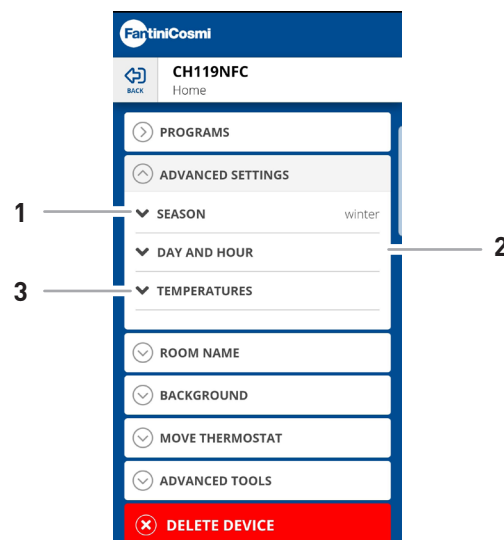 FantiniCosmi
BACK
CH119NFC
Home
PROGRAMS
ADVANCED SETTINGS
1
SEASON winter
DAY AND HOUR
2
3
TEMPERATURES
ROOM NAME
BACKGROUND
MOVE THERMOSTAT
ADVANCED TOOLS
DELETE DEVICE